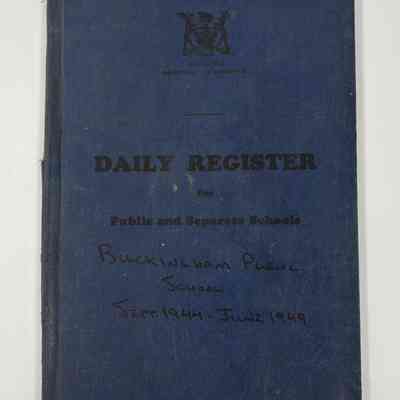 DAILY REGISTER
For
Public and Separate Schools
Buckingham Public
School
Sept. 1944 - June 1949